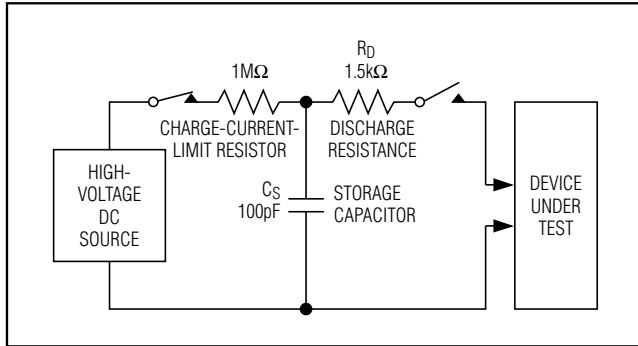 1MΩ
R_D
1.5kΩ
CHARGE-CURRENT-
LIMIT RESISTOR
DISCHARGE
RESISTANCE
HIGH-
VOLTAGE
DC
SOURCE
C_S
100pF
STORAGE
CAPACITOR
DEVICE
UNDER
TEST